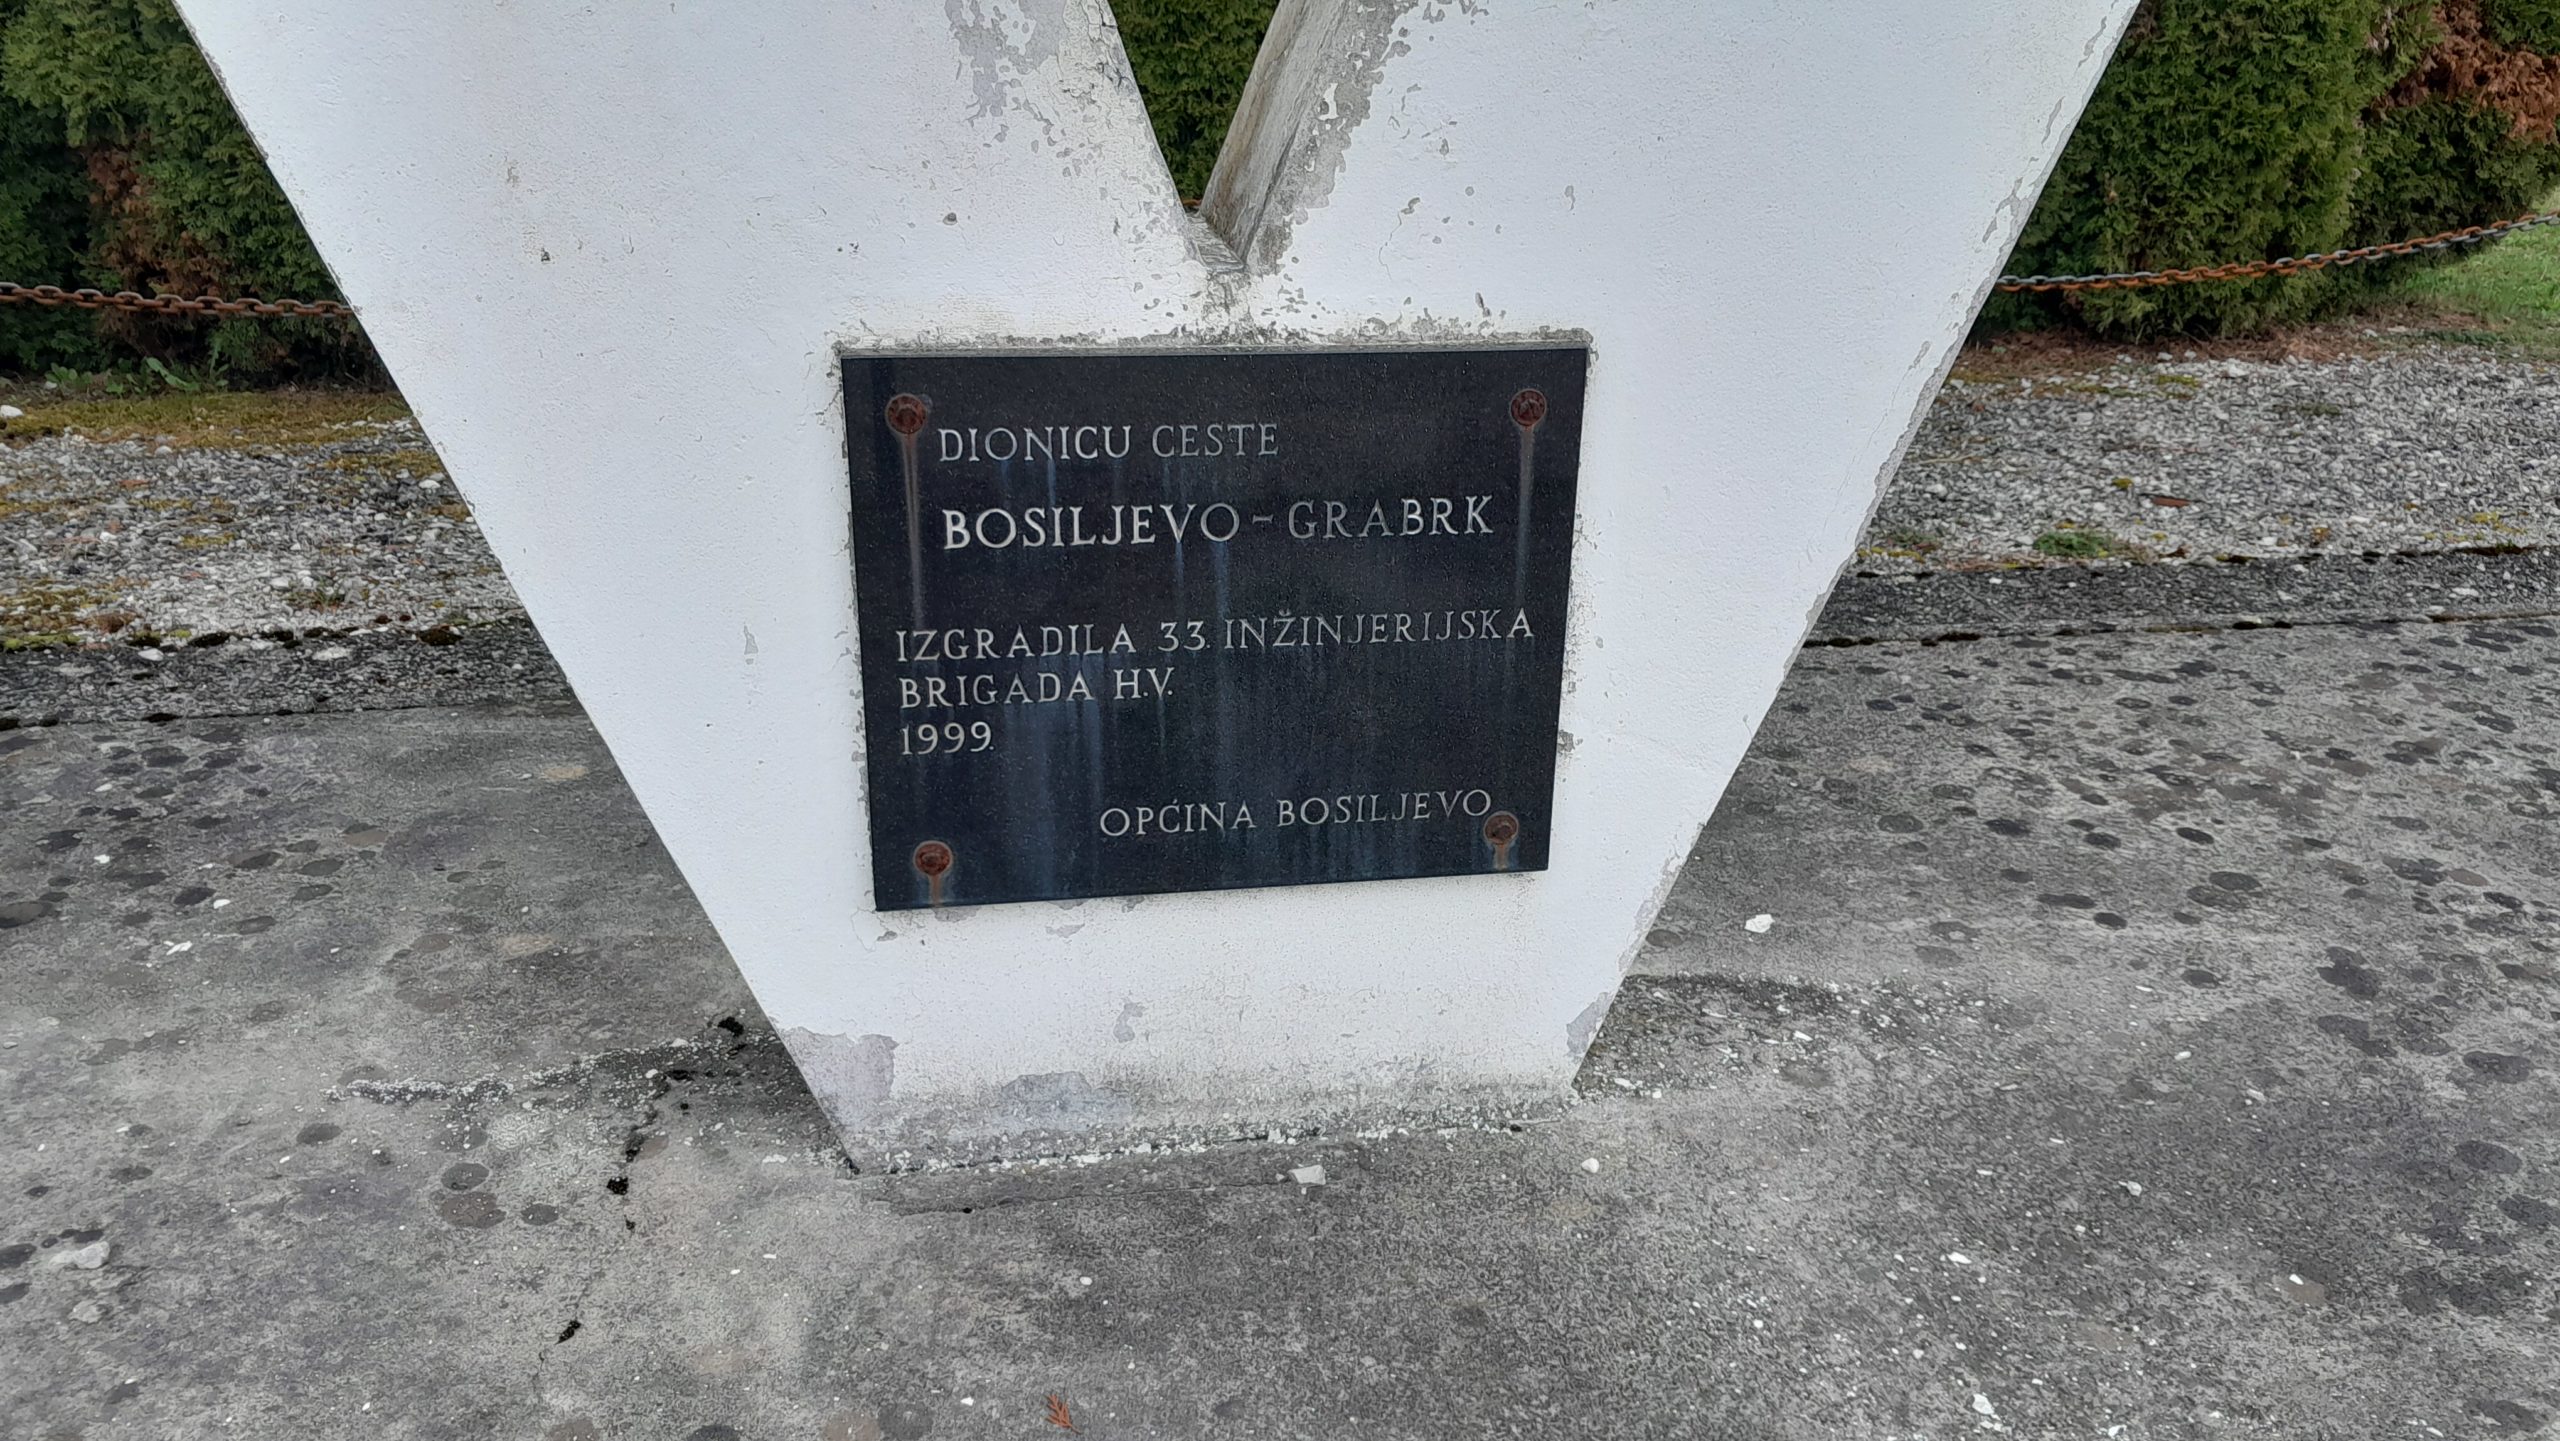 DIONICU CESTE
BOSILJEVO - GRABRK
IZGRADILA 33. INŽINJERIJSKA
BRIGADA H.V.
1999.
OPĆINA BOSILJEVO